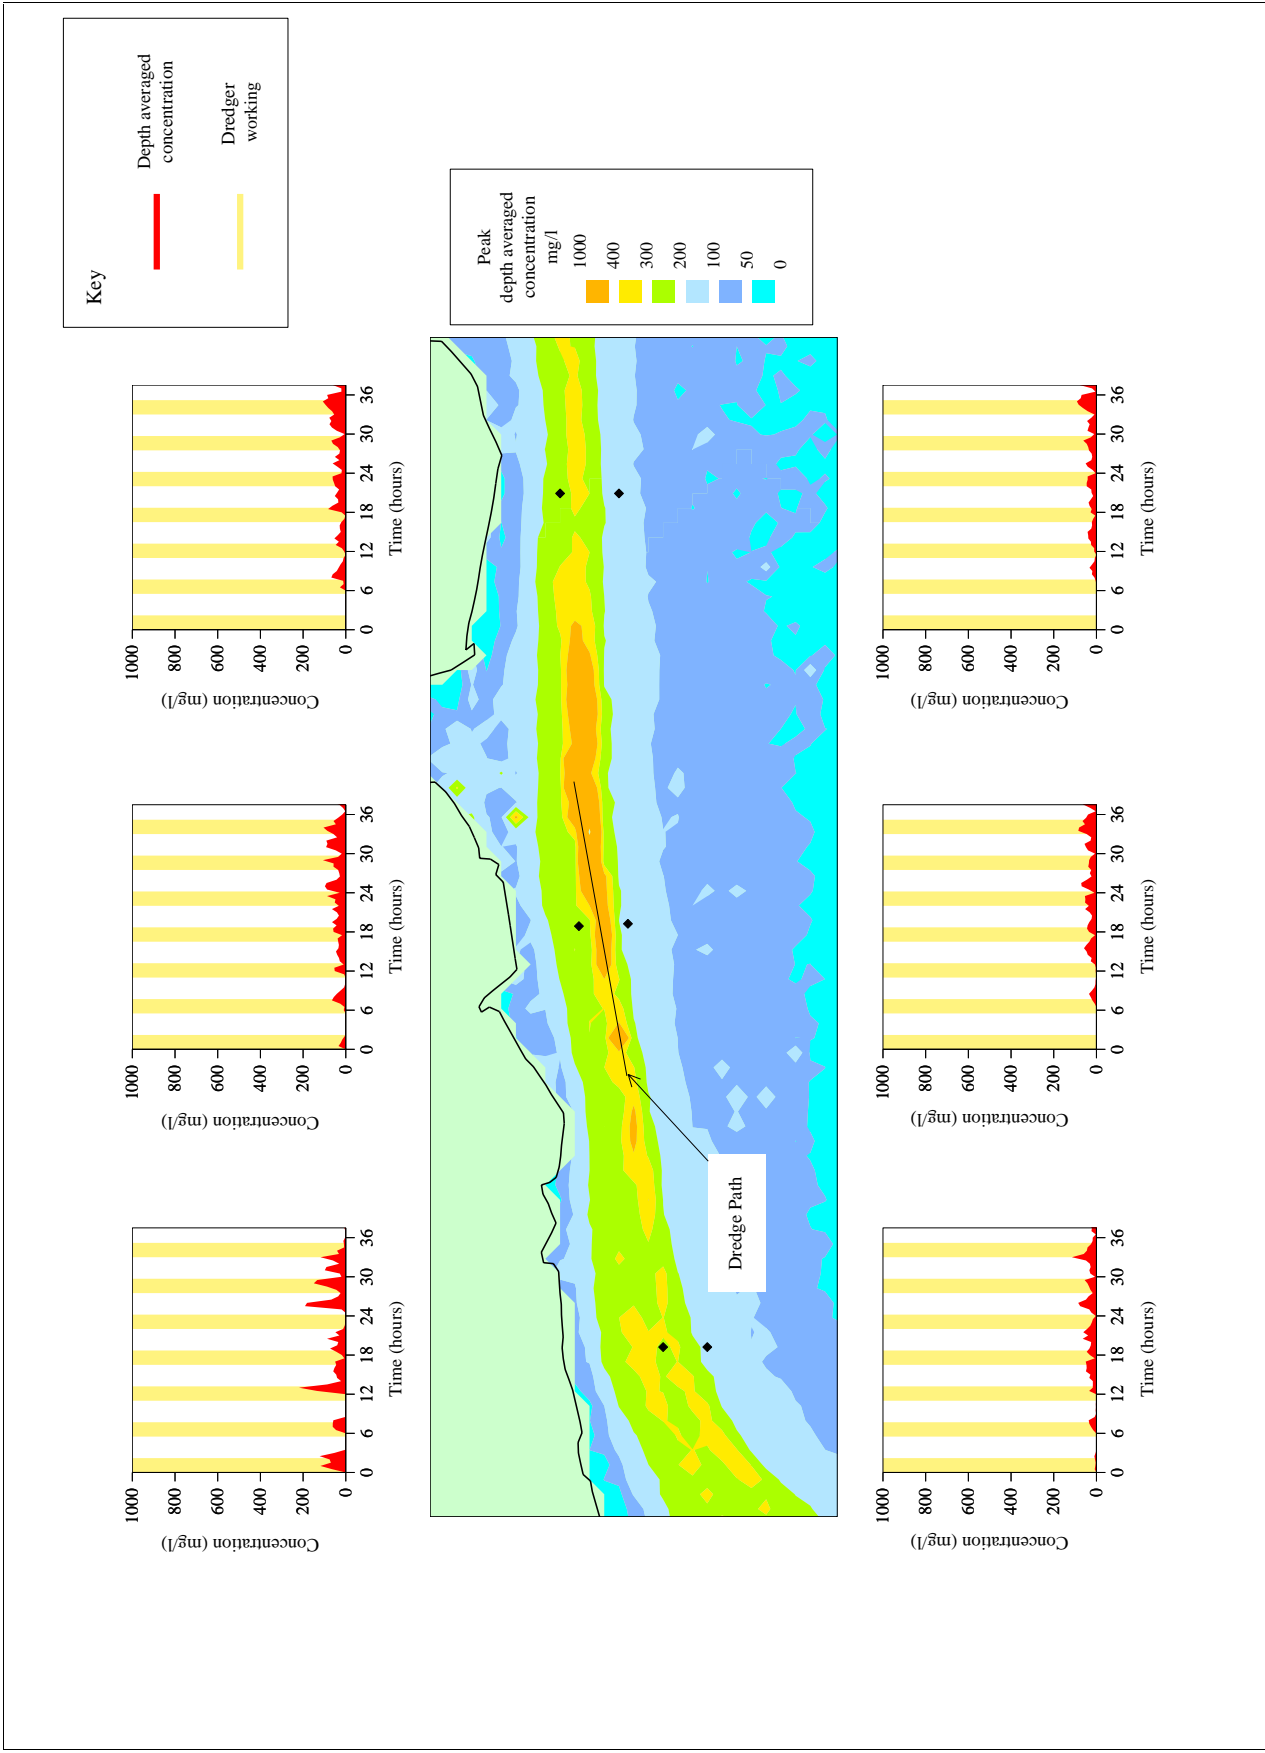 Key
Depth averaged
concentration
Dredger
working
Peak
depth averaged
concentration
mg/l
1000
400
300
200
100
50
0
Dredge Path
Concentration (mg/l)
1000
800
600
400
200
0
0 6 12 18 24 30 36
Time (hours)
Concentration (mg/l)
1000
800
600
400
200
0
0 6 12 18 24 30 36
Time (hours)
Concentration (mg/l)
1000
800
600
400
200
0
0 6 12 18 24 30 36
Time (hours)
Concentration (mg/l)
1000
800
600
400
200
0
0 6 12 18 24 30 36
Time (hours)
Concentration (mg/l)
1000
800
600
400
200
0
0 6 12 18 24 30 36
Time (hours)
Concentration (mg/l)
1000
800
600
400
200
0
0 6 12 18 24 30 36
Time (hours)